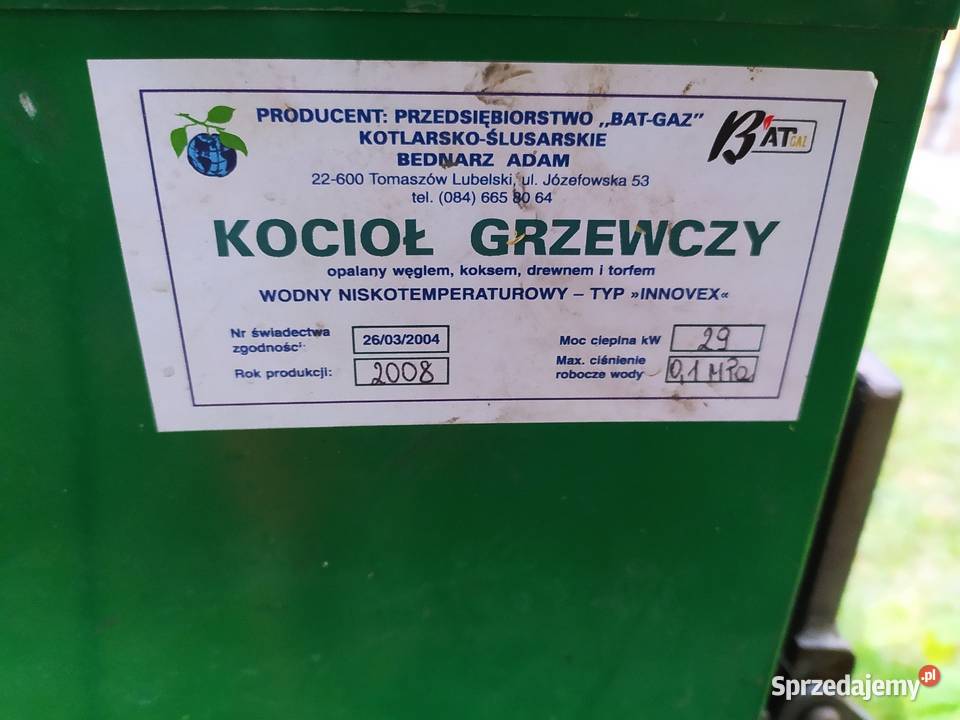 PRODUCENT: PRZEDSIĘBIORSTWO „BAT-GAZ”
KOTLARSKO-ŚLUSARSKIE
BEDNARZ ADAM
22-600 Tomaszów Lubelski, ul. Józefowska 53
tel. (084) 665 80 64
B'AT GAZ
KOCIOŁ GRZEWCZY
opalany węglem, koksem, drewnem i torfem
WODNY NISKOTEMPERATUROWY – TYP »INNOVEX«
Nr świadectwa
zgodności: 26/03/2004
Rok produkcji: 2008
Moc cieplna kW 29
Max. ciśnienie
robocze wody 0,1 MPa
Sprzedajemy.pl